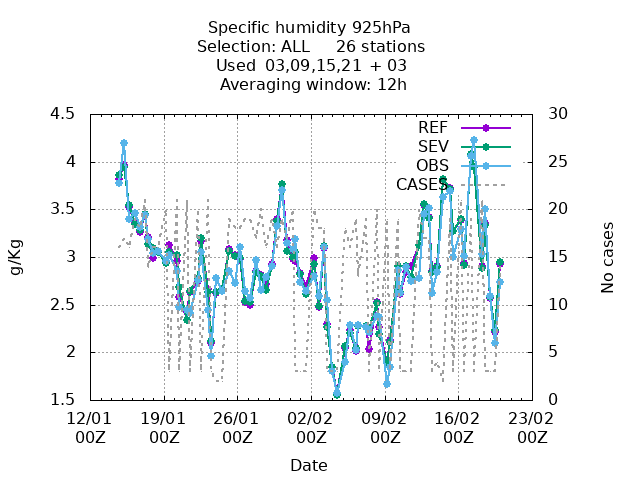 Specific humidity 925hPa
Selection: ALL 26 stations
Used 03,09,15,21 + 03
Averaging window: 12h
REF
SEV
OBS
CASES
4.5
4
3.5
3
2.5
2
1.5
30
25
20
15
10
5
0
g/Kg
No cases
12/01 19/01 26/01 02/02 09/02 16/02 23/02
00Z 00Z 00Z 00Z 00Z 00Z 00Z
Date